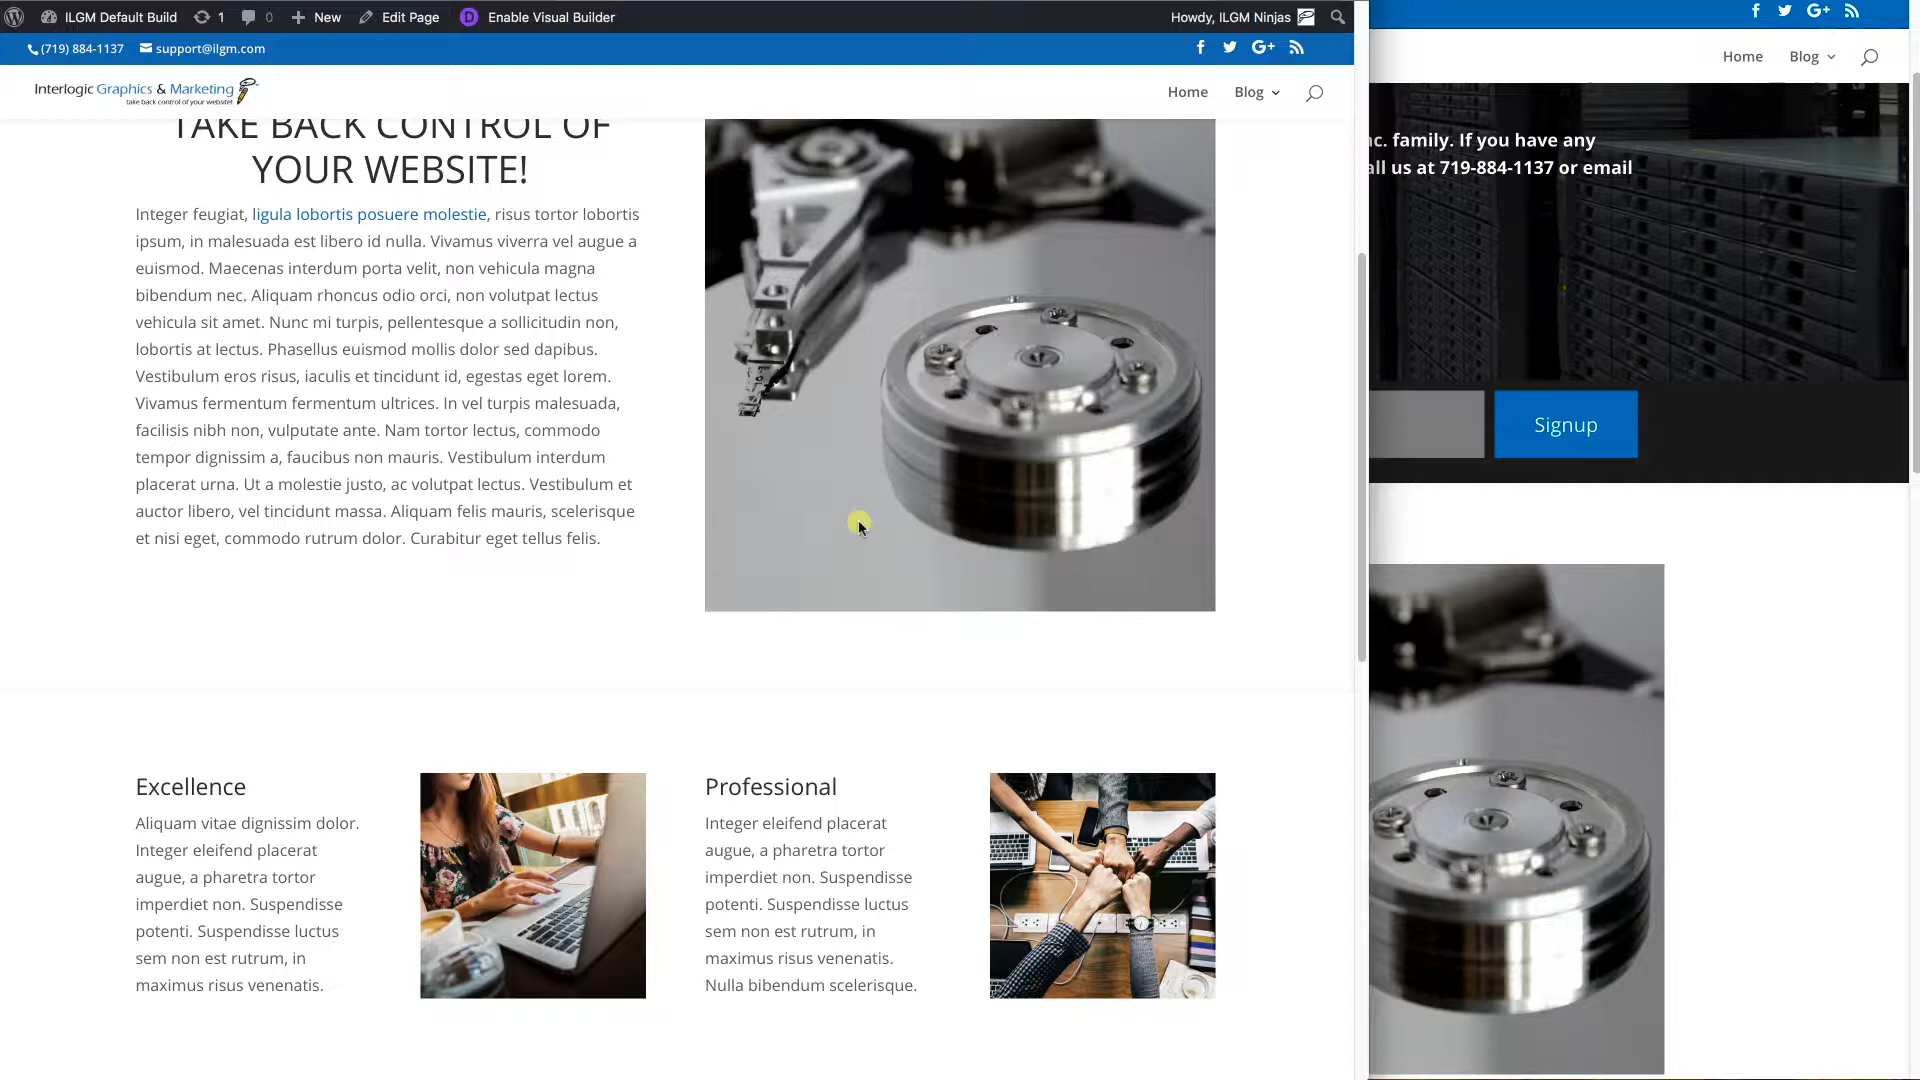 ILGM Default Build 1 0 New Edit Page Enable Visual Builder Howdy, ILGM Ninjas
(719) 884-1137 support@ilgm.com
Interlogic Graphics & Marketing
take back control of your website!
Home Blog
TAKE BACK CONTROL OF
YOUR WEBSITE!
Integer feugiat, ligula lobortis posuere molestie, risus tortor lobortis
ipsum, in malesuada est libero id nulla. Vivamus viverra vel augue a
euismod. Maecenas interdum porta velit, non vehicula magna
bibendum nec. Aliquam rhoncus odio orci, non volutpat lectus
vehicula sit amet. Nunc mi turpis, pellentesque a sollicitudin non,
lobortis at lectus. Phasellus euismod mollis dolor sed dapibus.
Vestibulum eros risus, iaculis et tincidunt id, egestas eget lorem.
Vivamus fermentum fermentum ultrices. In vel turpis malesuada,
facilisis nibh non, vulputate ante. Nam tortor lectus, commodo
tempor dignissim a, faucibus non mauris. Vestibulum interdum
placerat urna. Ut a molestie justo, ac volutpat lectus. Vestibulum et
auctor libero, vel tincidunt massa. Aliquam felis mauris, scelerisque
et nisi eget, commodo rutrum dolor. Curabitur eget tellus felis.
Excellence
Aliquam vitae dignissim dolor.
Integer eleifend placerat
augue, a pharetra tortor
imperdiet non. Suspendisse
potenti. Suspendisse luctus
sem non est rutrum, in
maximus risus venenatis.
Professional
Integer eleifend placerat
augue, a pharetra tortor
imperdiet non. Suspendisse
potenti. Suspendisse luctus
sem non est rutrum, in
maximus risus venenatis.
Nulla bibendum scelerisque.
Home Blog
nc. family. If you have any
all us at 719-884-1137 or email
Signup